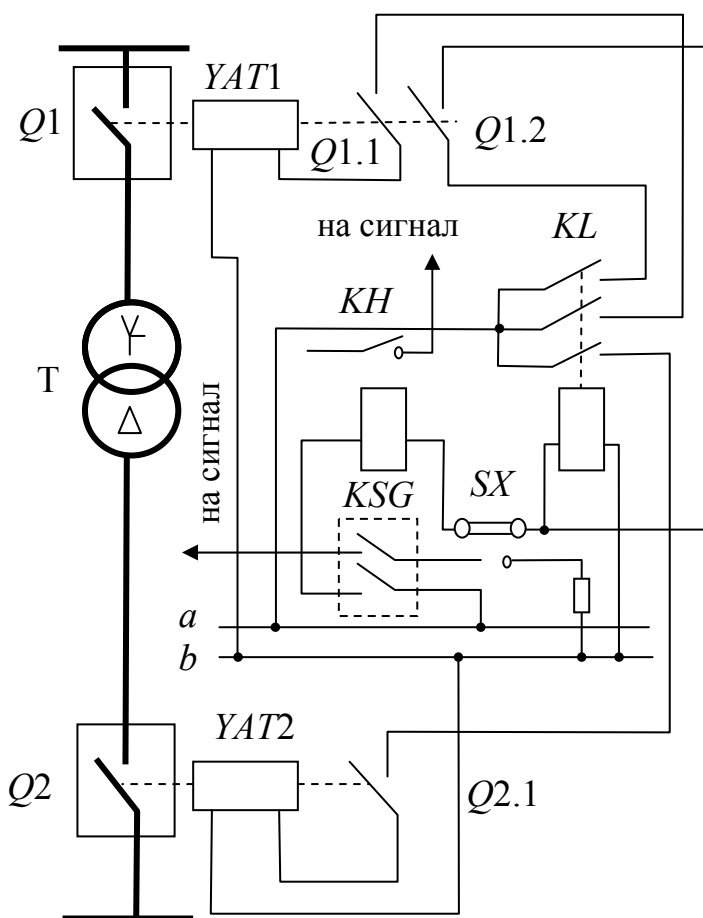 YAT1
Q1
Q1.1
Q1.2
на сигнал
KL
KH
T
на сигнал
KSG
SX
a
b
YAT2
Q2
Q2.1